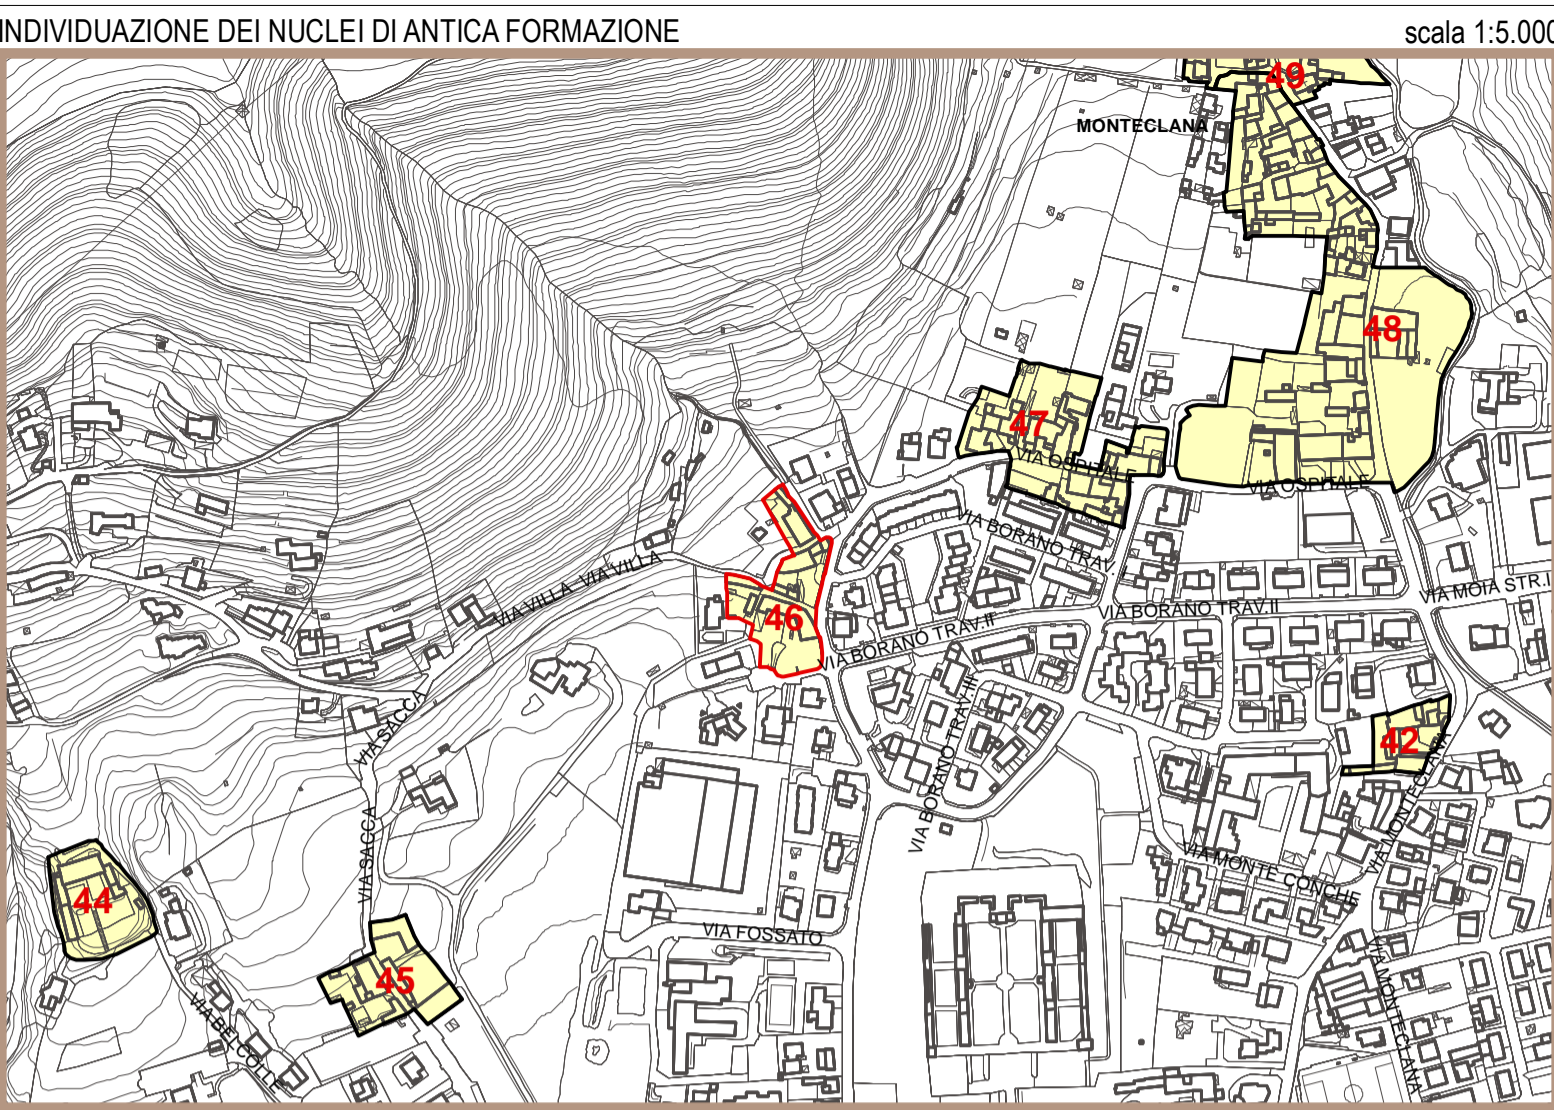 INDIVIDUAZIONE DEI NUCLEI DI ANTICA FORMAZIONE
scala 1:5.000
49
MONTECLANA
48
47
VIA OSPITALE
VIA OSPITALE
VIA BORANO TRAV.
VIA VILLA
VIA VILLA
46
VIA BORANO TRAV.II
VIA BORANO TRAV.II
VIA MOIA STR.I
VIA SACCA
VIA BORANO TRAV.III
42
VIA MONTECLANA
VIA SACCA
VIA MONTE CONCHE
44
VIA FOSSATO
45
VIA MONTECLANA
VIA BELCOLLE